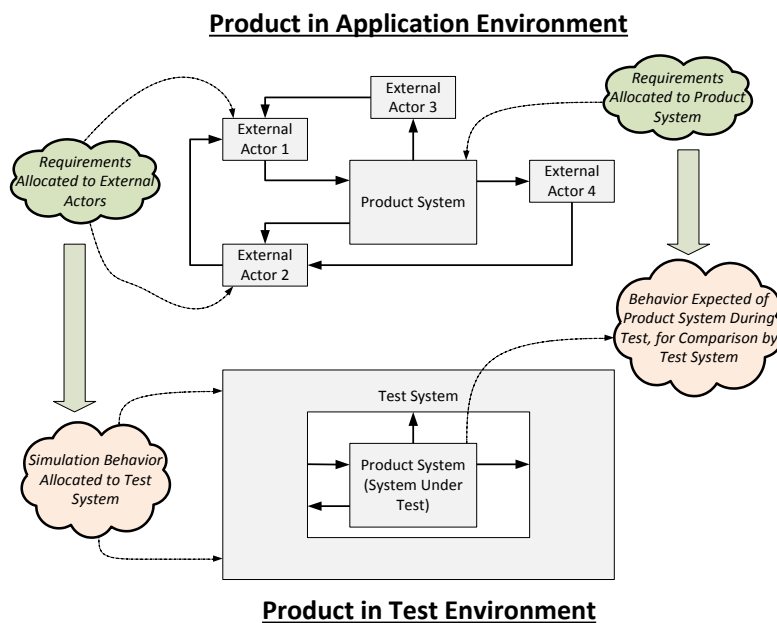 Product in Application Environment
External
Actor 3
Requirements
Allocated to Product
System
External
Actor 1
Requirements
Allocated to External
Actors
Product System
External
Actor 4
External
Actor 2
Behavior Expected of
Product System During
Test, for Comparison by
Test System
Test System
Simulation Behavior
Allocated to Test
System
Product System
(System Under
Test)
Product in Test Environment